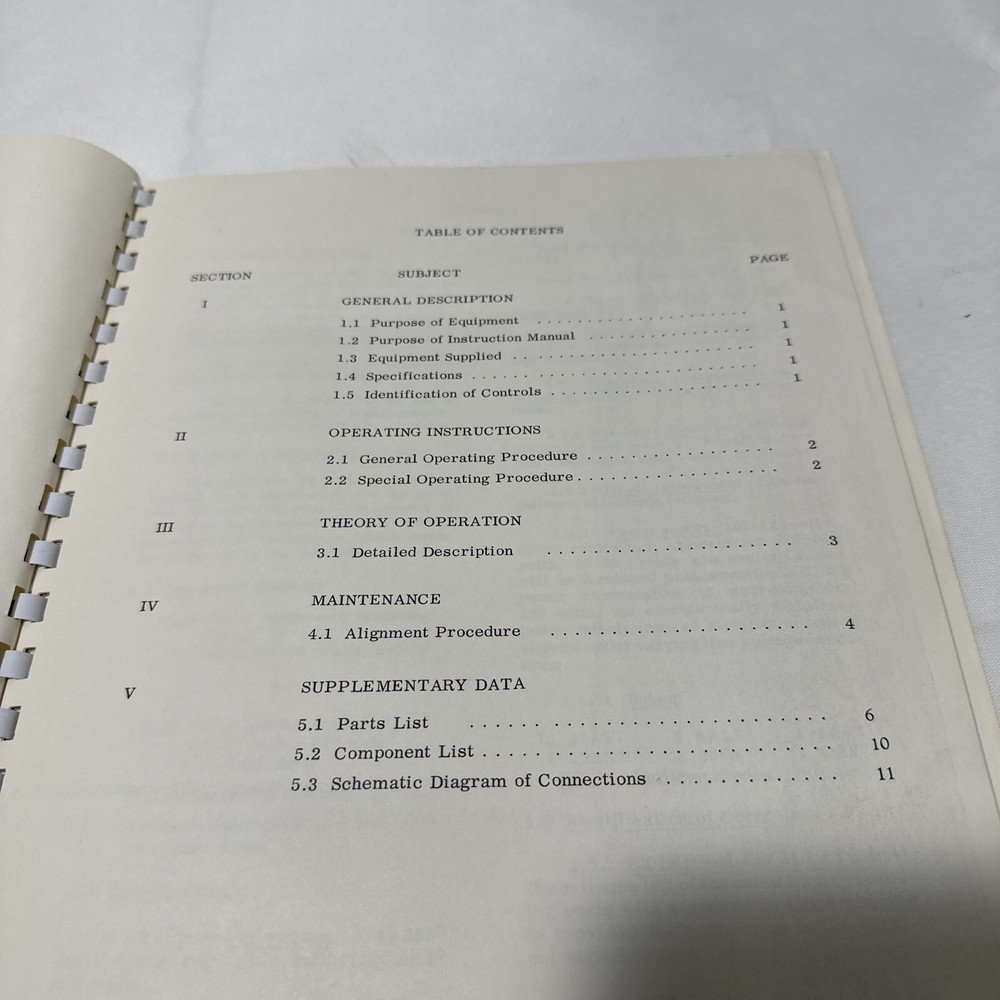 TABLE OF CONTENTS
SECTION SUBJECT PAGE
I GENERAL DESCRIPTION
1.1 Purpose of Equipment . . . . . . . . . . . . . . . . . . . . . 1
1.2 Purpose of Instruction Manual . . . . . . . . . . . . . . . . 1
1.3 Equipment Supplied . . . . . . . . . . . . . . . . . . . . . . . 1
1.4 Specifications . . . . . . . . . . . . . . . . . . . . . . . . . . 1
1.5 Identification of Controls . . . . . . . . . . . . . . . . . . . 1
II OPERATING INSTRUCTIONS
2.1 General Operating Procedure . . . . . . . . . . . . . . . . 2
2.2 Special Operating Procedure . . . . . . . . . . . . . . . . . 2
III THEORY OF OPERATION
3.1 Detailed Description . . . . . . . . . . . . . . . . . . . . . 3
IV MAINTENANCE
4.1 Alignment Procedure . . . . . . . . . . . . . . . . . . . . . . 4
V SUPPLEMENTARY DATA
5.1 Parts List . . . . . . . . . . . . . . . . . . . . . . . . . . . . . 6
5.2 Component List . . . . . . . . . . . . . . . . . . . . . . . . . . 10
5.3 Schematic Diagram of Connections . . . . . . . . . . . . . . 11